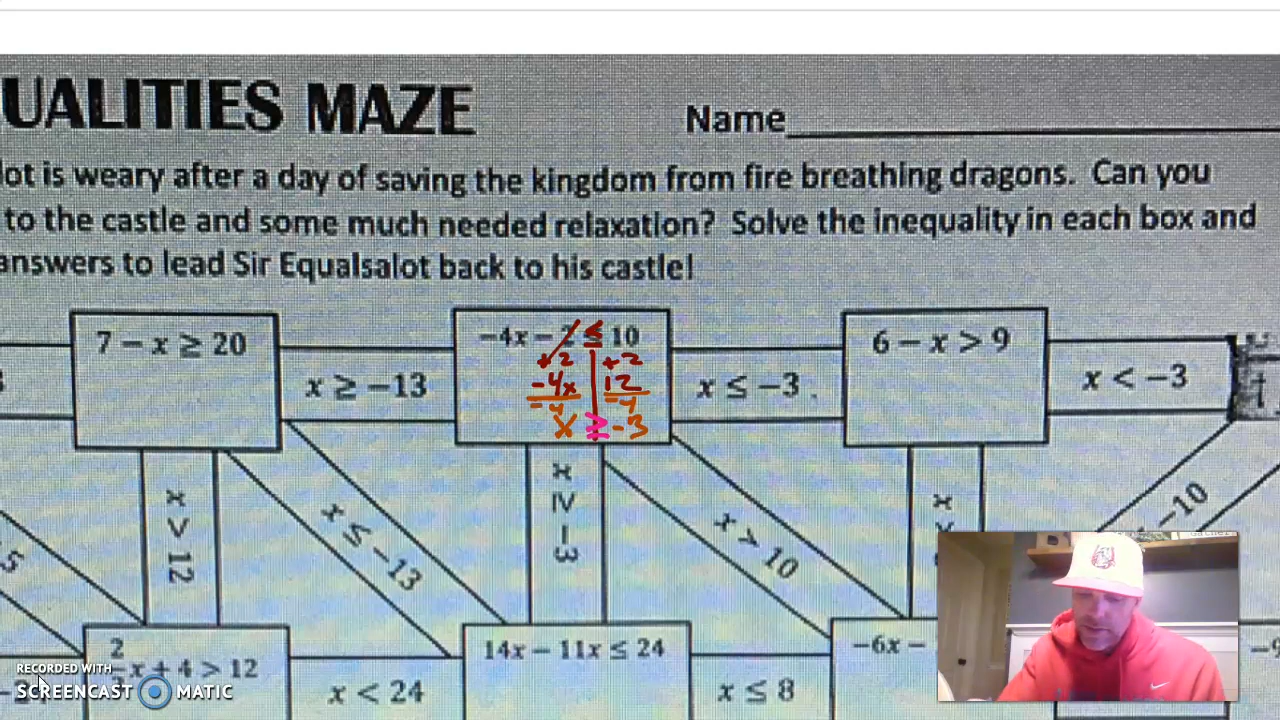 UALITIES MAZE
Name
lot is weary after a day of saving the kingdom from fire breathing dragons. Can you
to the castle and some much needed relaxation? Solve the inequality in each box and
answers to lead Sir Equalsalot back to his castle!
7 − x ≥ 20
x ≥ −13
−4x − 2 ≤ 10
+2 +2
−4x 12
−4 −4
x ≥ −3
x ≤ −3
6 − x > 9
x < −3
x > 12
x ≤ −13
x ≥ −3
x > 10
−10
x + 4 > 12
2
x < 24
14x − 11x ≤ 24
x ≤ 8
−6x −
RECORDED WITH
SCREENCAST MATIC